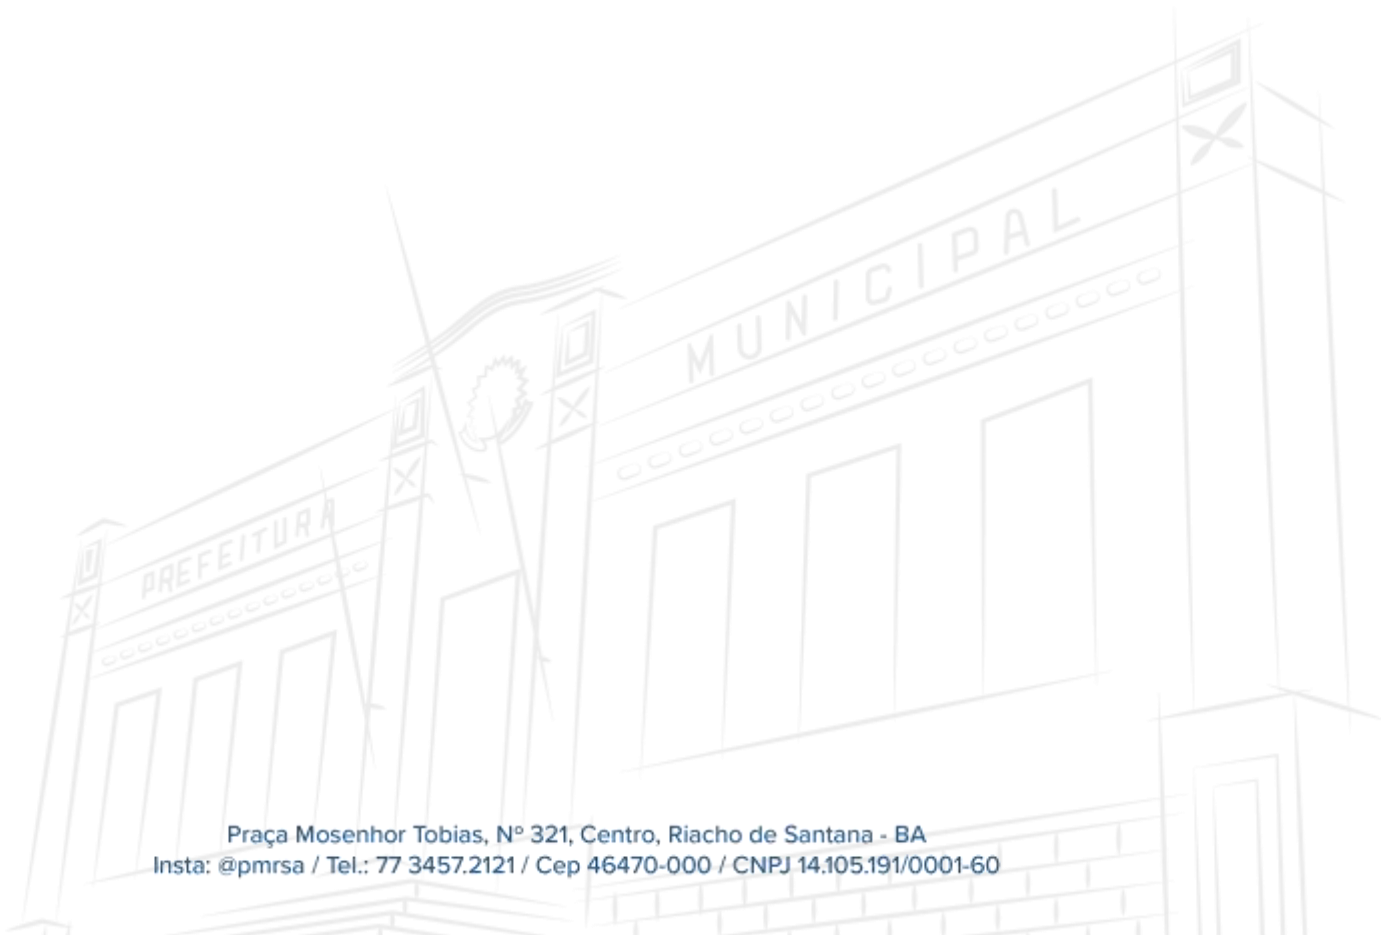 MUNICIPAL
PREFEITURA
Praça Mosenhor Tobias, Nº 321, Centro, Riacho de Santana - BA
Insta: @pmrsa / Tel.: 77 3457.2121 / Cep 46470-000 / CNPJ 14.105.191/0001-60